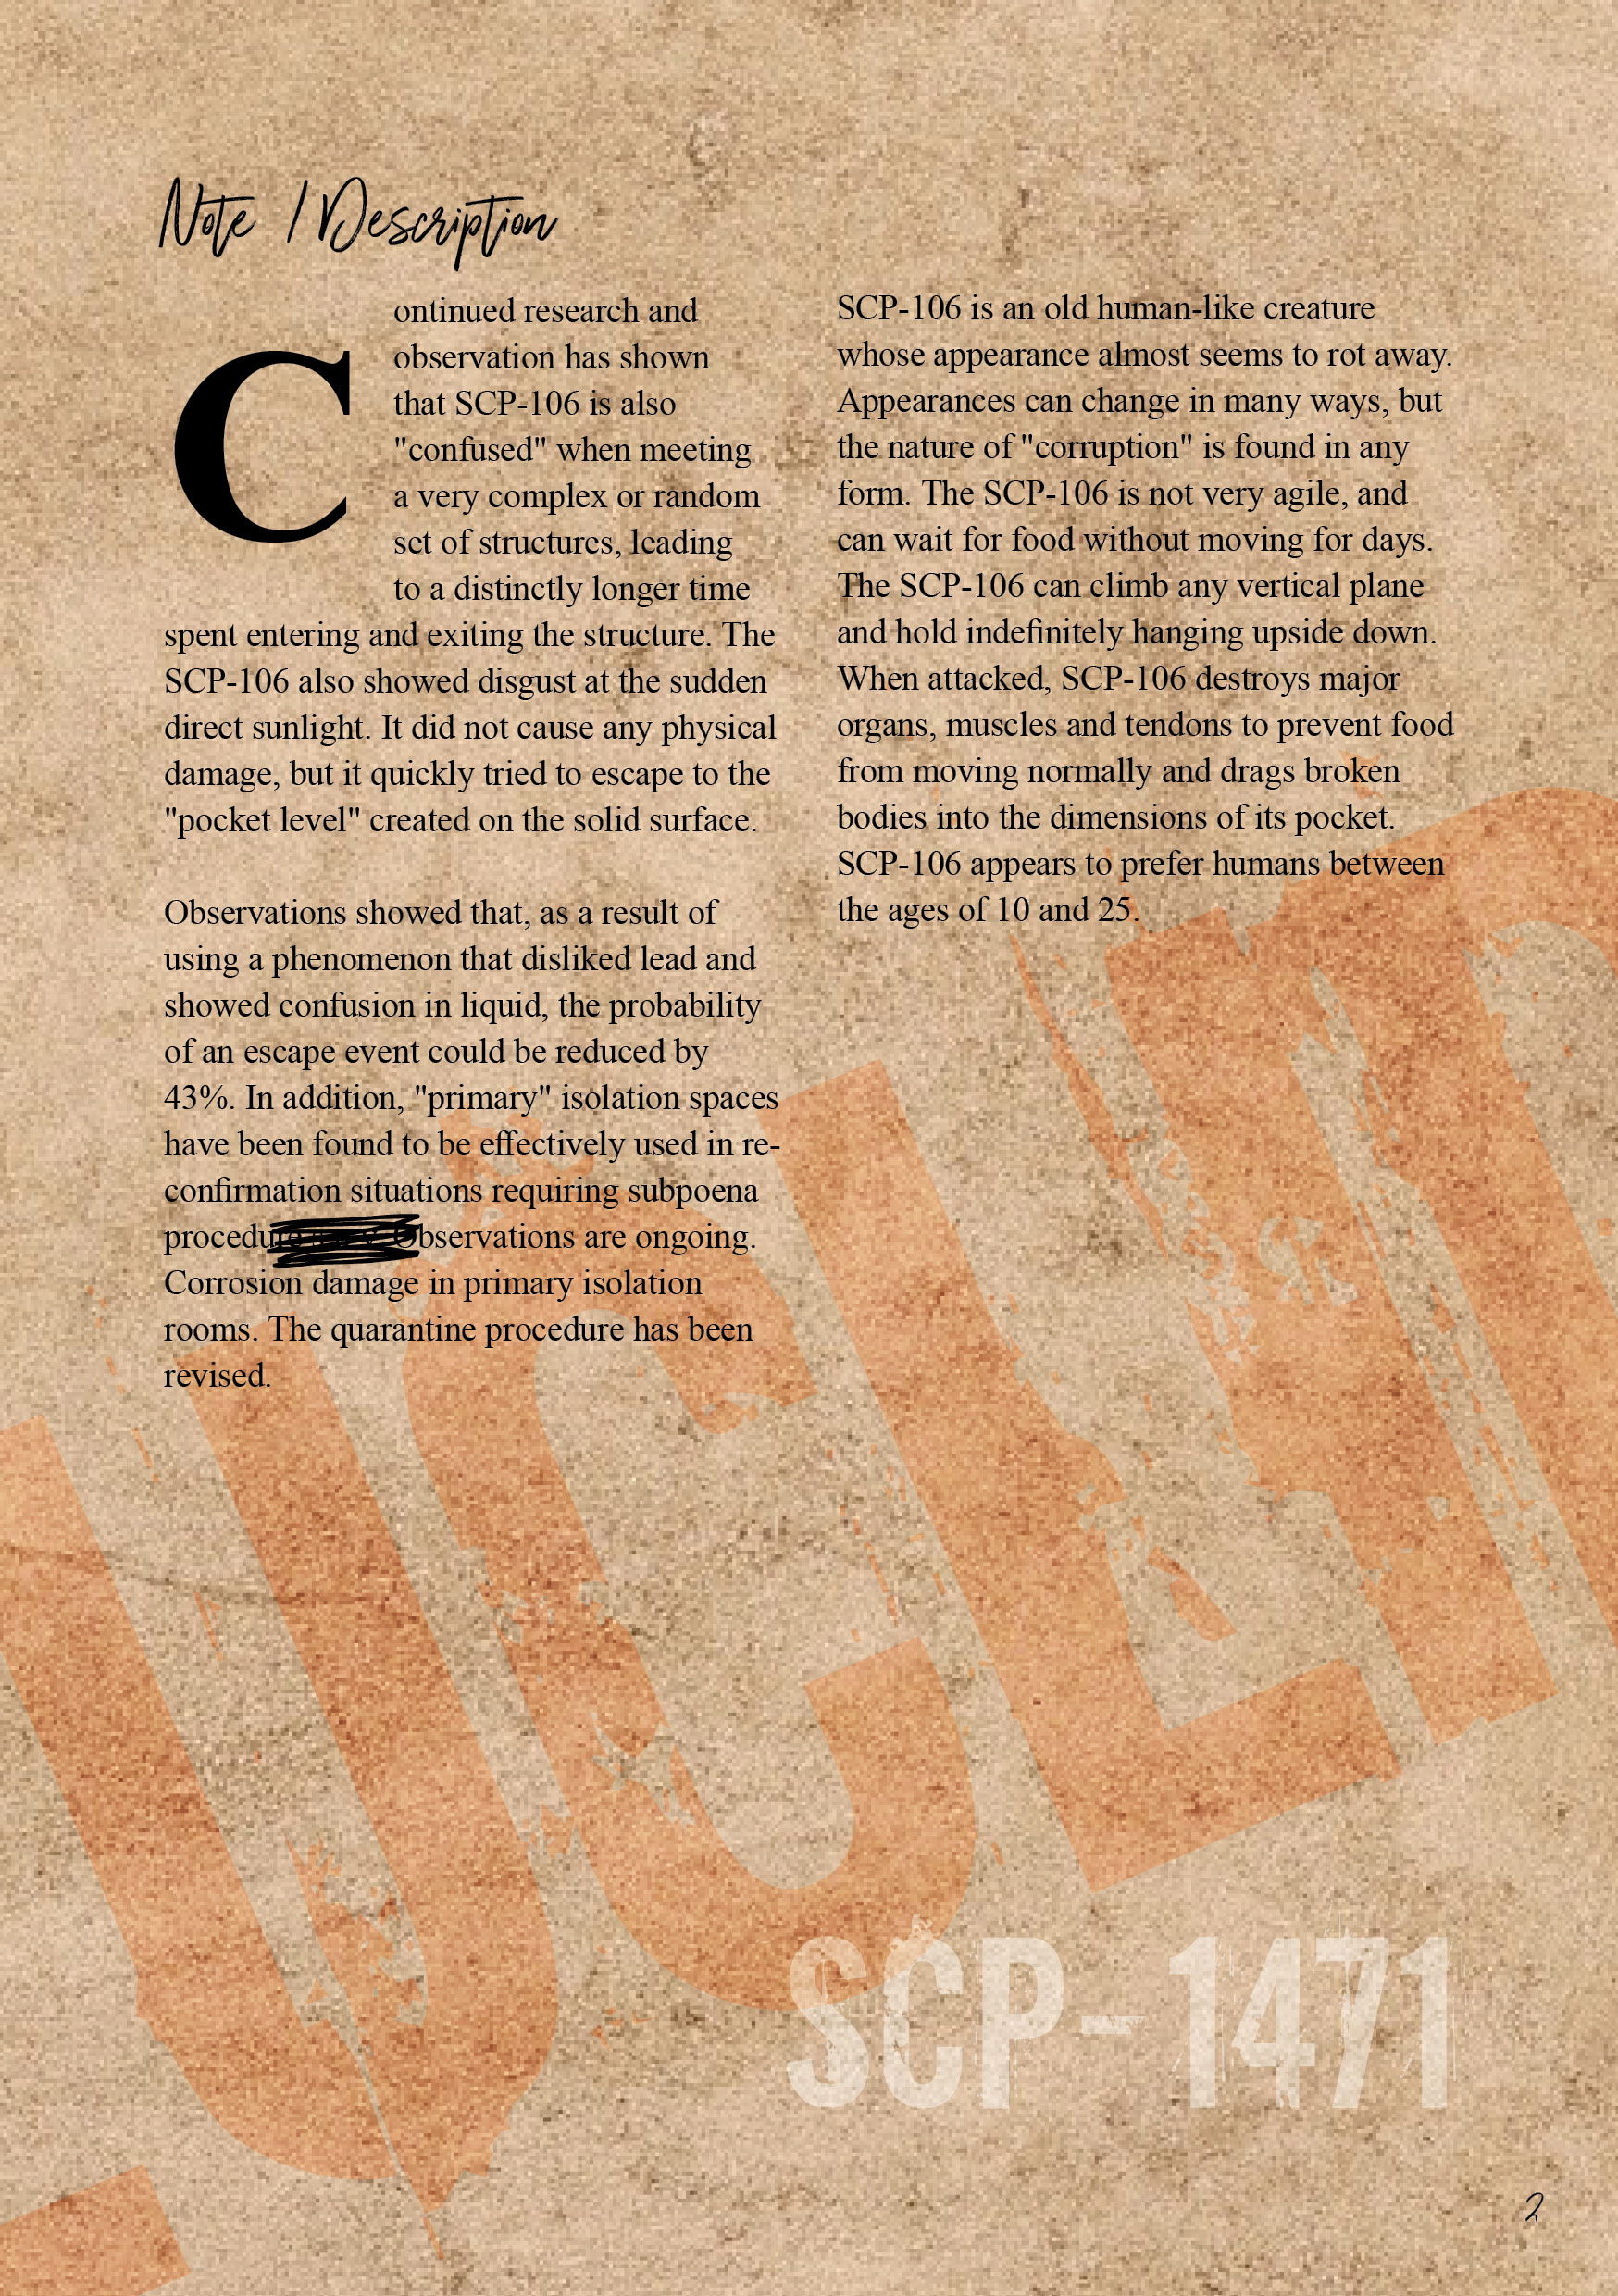 Note / Description
Continued research and
observation has shown
that SCP-106 is also
"confused" when meeting
a very complex or random
set of structures, leading
to a distinctly longer time
spent entering and exiting the structure. The
SCP-106 also showed disgust at the sudden
direct sunlight. It did not cause any physical
damage, but it quickly tried to escape to the
"pocket level" created on the solid surface.
Observations showed that, as a result of
using a phenomenon that disliked lead and
showed confusion in liquid, the probability
of an escape event could be reduced by
43%. In addition, "primary" isolation spaces
have been found to be effectively used in re-
confirmation situations requiring subpoena
procedure Observations are ongoing.
Corrosion damage in primary isolation
rooms. The quarantine procedure has been
revised.
SCP-106 is an old human-like creature
whose appearance almost seems to rot away.
Appearances can change in many ways, but
the nature of "corruption" is found in any
form. The SCP-106 is not very agile, and
can wait for food without moving for days.
The SCP-106 can climb any vertical plane
and hold indefinitely hanging upside down.
When attacked, SCP-106 destroys major
organs, muscles and tendons to prevent food
from moving normally and drags broken
bodies into the dimensions of its pocket.
SCP-106 appears to prefer humans between
the ages of 10 and 25.
SCP-1471
2